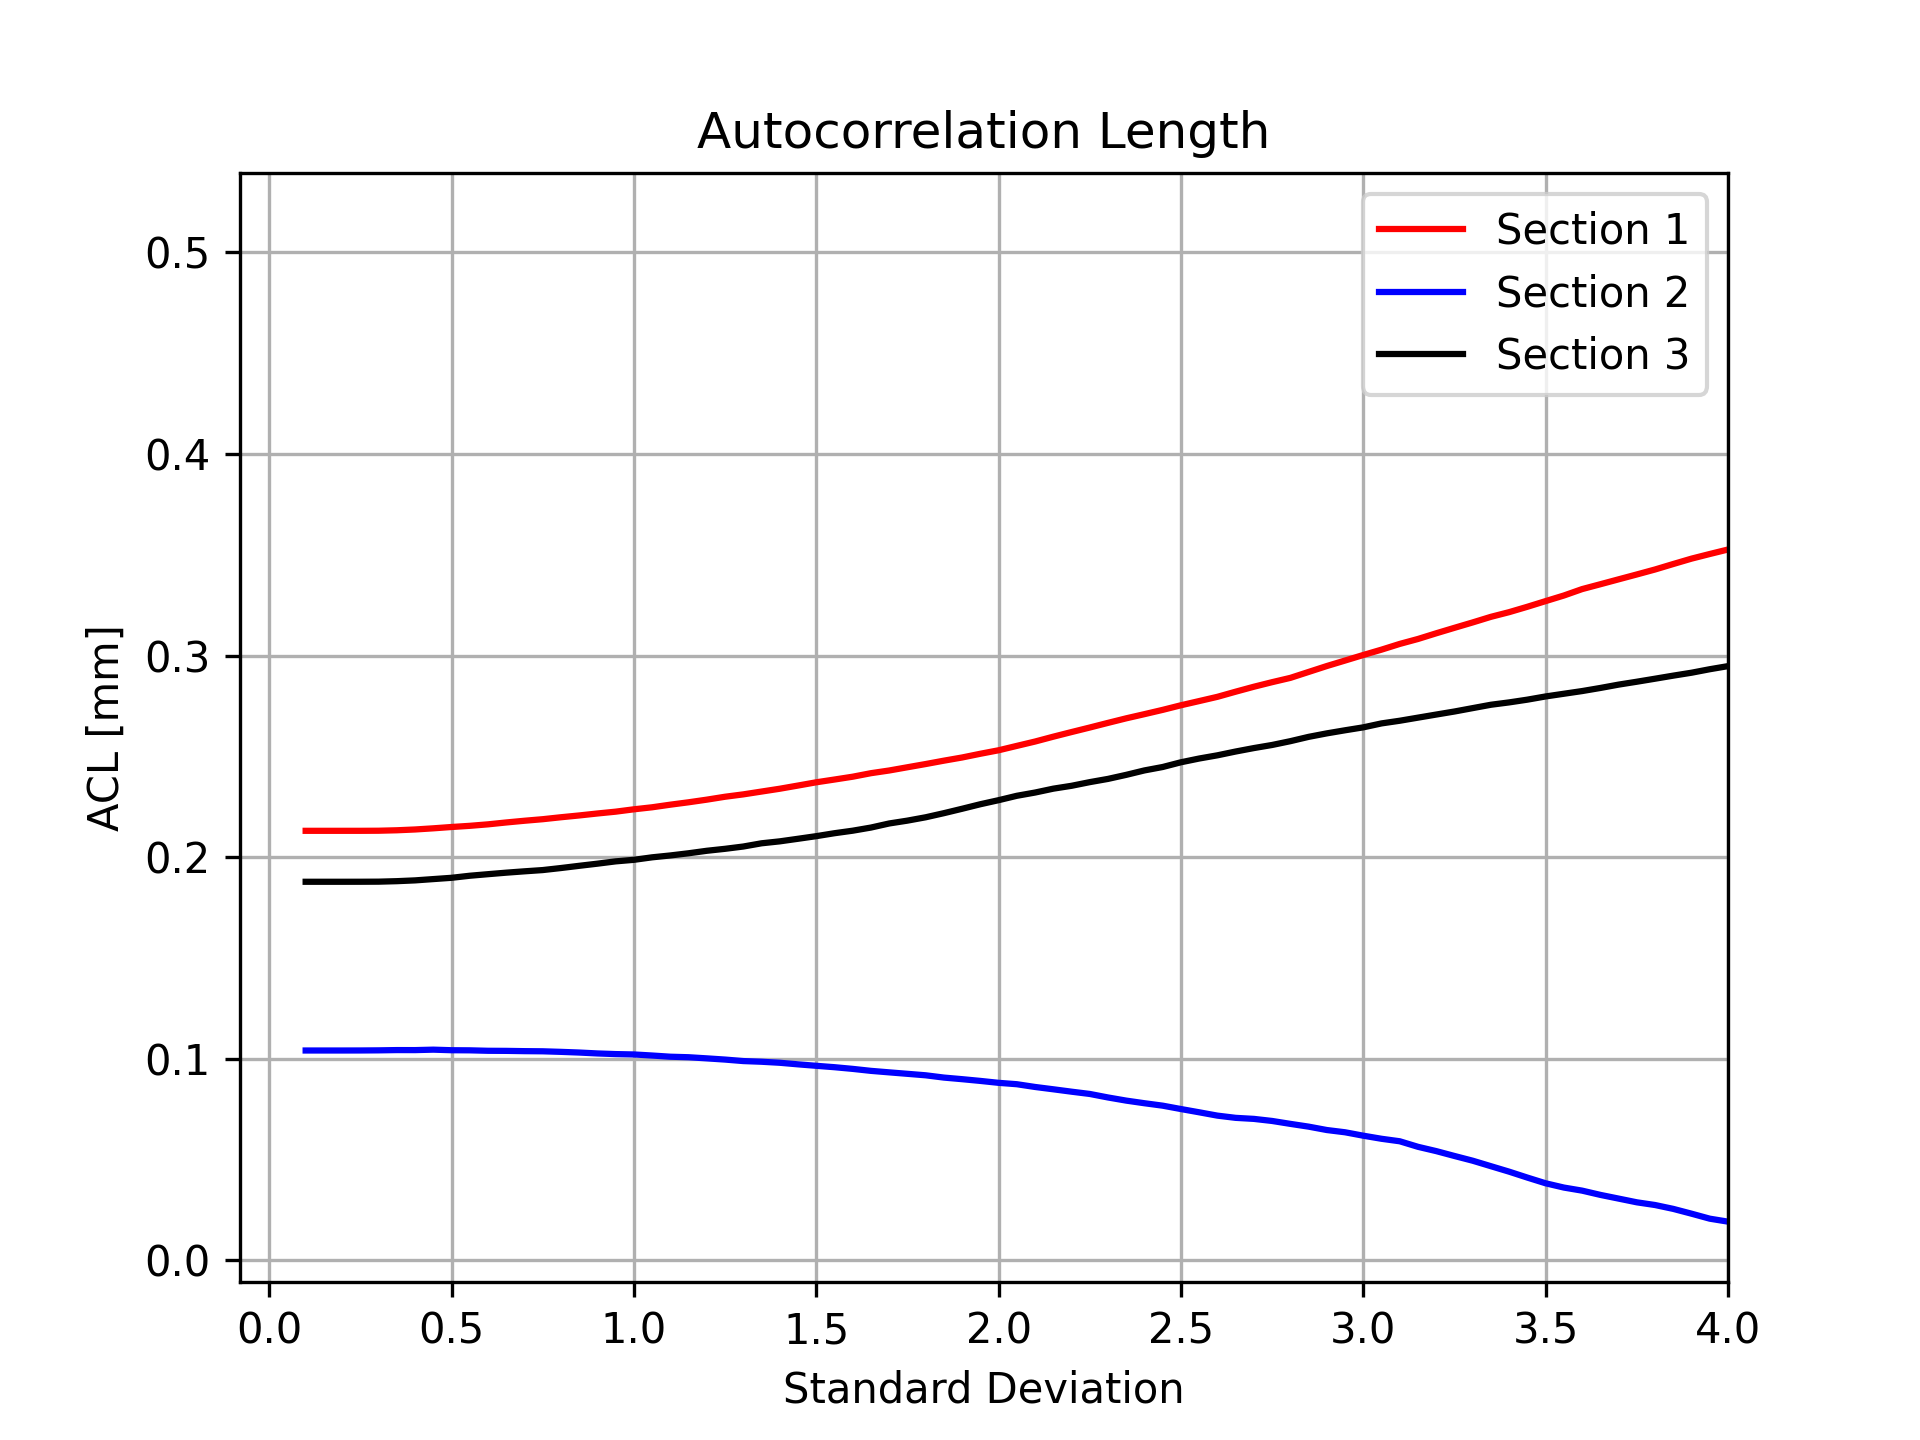 Autocorrelation Length
Section 1
Section 2
Section 3
ACL [mm]
0.5
0.4
0.3
0.2
0.1
0.0
0.0 0.5 1.0 1.5 2.0 2.5 3.0 3.5 4.0
Standard Deviation